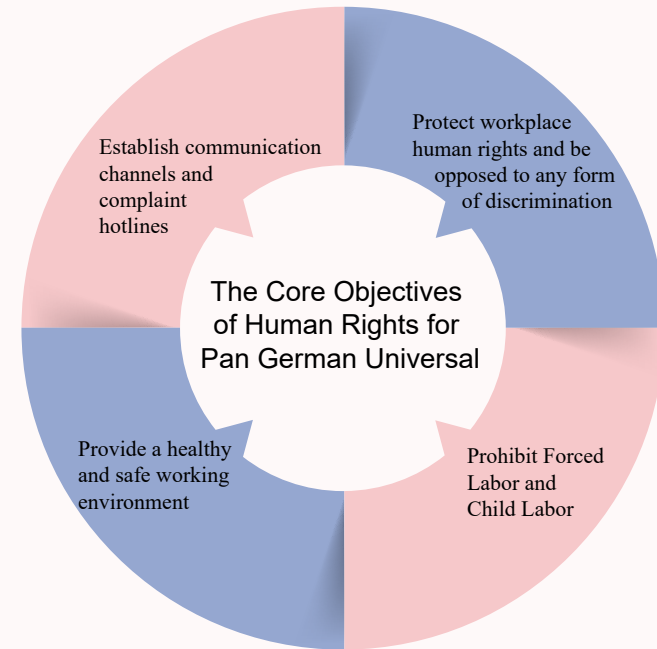 Establish communication
channels and
complaint
hotlines
Protect workplace
human rights and be
opposed to any form
of discrimination
The Core Objectives
of Human Rights for
Pan German Universal
Provide a healthy
and safe working
environment
Prohibit Forced
Labor and
Child Labor